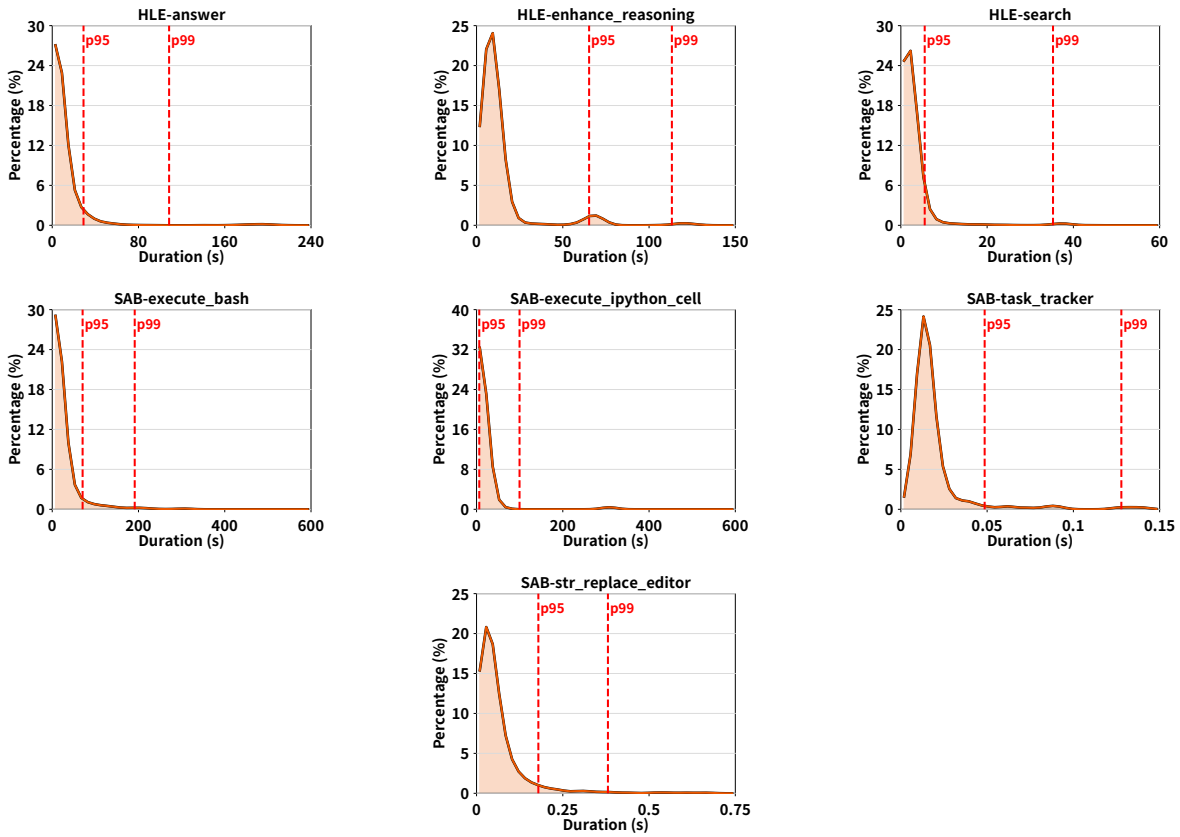 HLE-answer
Percentage (%)
30
24
18
12
6
0
p95
p99
0 80 160 240
Duration (s)
HLE-enhance_reasoning
Percentage (%)
25
20
15
10
5
0
p95
p99
0 50 100 150
Duration (s)
HLE-search
Percentage (%)
30
24
18
12
6
0
p95
p99
0 20 40 60
Duration (s)
SAB-execute_bash
Percentage (%)
30
24
18
12
6
0
p95
p99
0 200 400 600
Duration (s)
SAB-execute_ipython_cell
Percentage (%)
40
32
24
16
8
0
p95
p99
0 200 400 600
Duration (s)
SAB-task_tracker
Percentage (%)
25
20
15
10
5
0
p95
p99
0 0.05 0.1 0.15
Duration (s)
SAB-str_replace_editor
Percentage (%)
25
20
15
10
5
0
p95
p99
0 0.25 0.5 0.75
Duration (s)